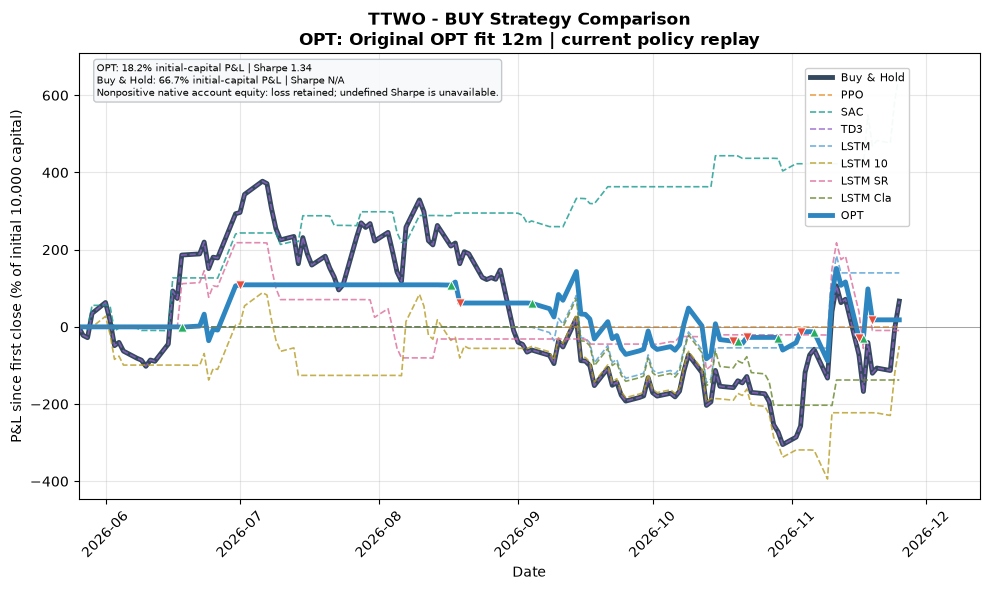 TTWO - BUY Strategy Comparison
OPT: Original OPT fit 12m | current policy replay
OPT: 18.2% initial-capital P&L | Sharpe 1.34
Buy & Hold: 66.7% initial-capital P&L | Sharpe N/A
Nonpositive native account equity: loss retained; undefined Sharpe is unavailable.
Buy & Hold
PPO
SAC
TD3
LSTM
LSTM 10
LSTM SR
LSTM Cla
OPT
P&L since first close (% of initial 10,000 capital)
600
400
200
0
−200
−400
2026-06
2026-07
2026-08
2026-09
2026-10
2026-11
2026-12
Date